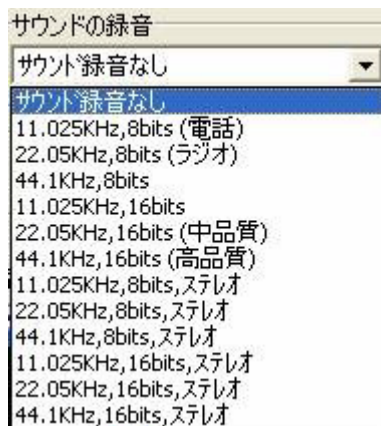 サウンドの録音
サウンド録音なし
サウンド録音なし
11.025KHz,8bits (電話)
22.05KHz,8bits (ラジオ)
44.1KHz,8bits
11.025KHz,16bits
22.05KHz,16bits (中品質)
44.1KHz,16bits (高品質)
11.025KHz,8bits,ステレオ
22.05KHz,8bits,ステレオ
44.1KHz,8bits,ステレオ
11.025KHz,16bits,ステレオ
22.05KHz,16bits,ステレオ
44.1KHz,16bits,ステレオ